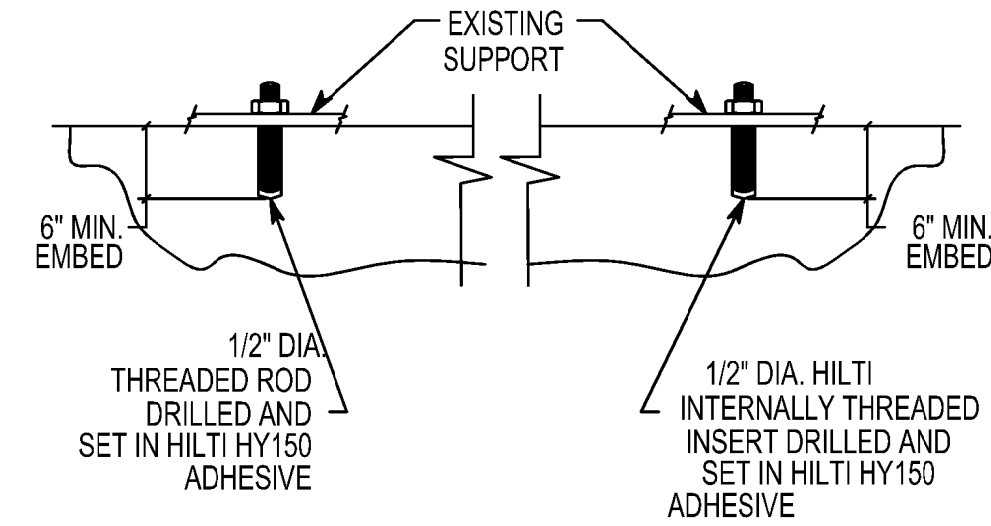 EXISTING
SUPPORT
6" MIN.
EMBED
6" MIN.
EMBED
1/2" DIA.
THREADED ROD
DRILLED AND
SET IN HILTI HY150
ADHESIVE
1/2" DIA. HILTI
INTERNALLY THREADED
INSERT DRILLED AND
SET IN HILTI HY150
ADHESIVE